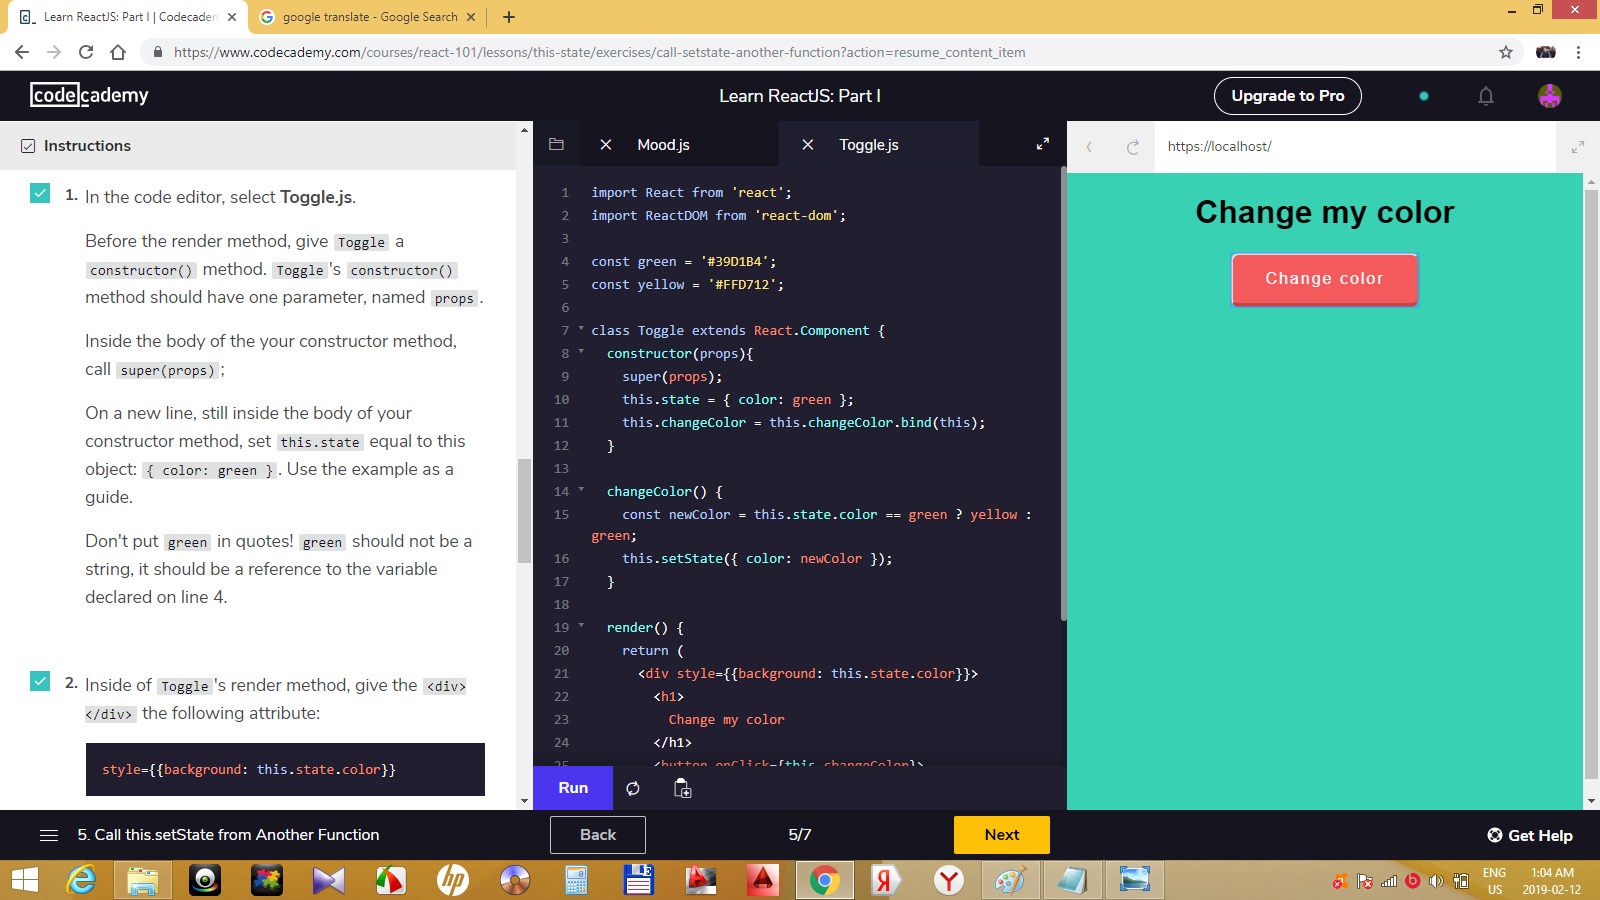 Learn ReactJS: Part I | Codecadem
google translate - Google Search
https://www.codecademy.com/courses/react-101/lessons/this-state/exercises/call-setstate-another-function?action=resume_content_item
codecademy
Learn ReactJS: Part I
Upgrade to Pro
Instructions
1. In the code editor, select Toggle.js.
Before the render method, give Toggle a
constructor() method. Toggle's constructor()
method should have one parameter, named props.
Inside the body of the your constructor method,
call super(props);
On a new line, still inside the body of your
constructor method, set this.state equal to this
object: { color: green }. Use the example as a
guide.
Don't put green in quotes! green should not be a
string, it should be a reference to the variable
declared on line 4.
2. Inside of Toggle's render method, give the <div>
</div> the following attribute:
style={{background: this.state.color}}
Mood.js
Toggle.js
1 import React from 'react';
2 import ReactDOM from 'react-dom';
3
4 const green = '#39D1B4';
5 const yellow = '#FFD712';
6
7 class Toggle extends React.Component {
8 constructor(props){
9 super(props);
10 this.state = { color: green };
11 this.changeColor = this.changeColor.bind(this);
12 }
13
14 changeColor() {
15 const newColor = this.state.color == green ? yellow :
green;
16 this.setState({ color: newColor });
17 }
18
19 render() {
20 return (
21 <div style={{background: this.state.color}}>
22 <h1>
23 Change my color
24 </h1>
25 <button onClick={this.changeColor}>
Run
https://localhost/
Change my color
Change color
5. Call this.setState from Another Function
Back
5/7
Next
Get Help
ENG
US
1:04 AM
2019-02-12